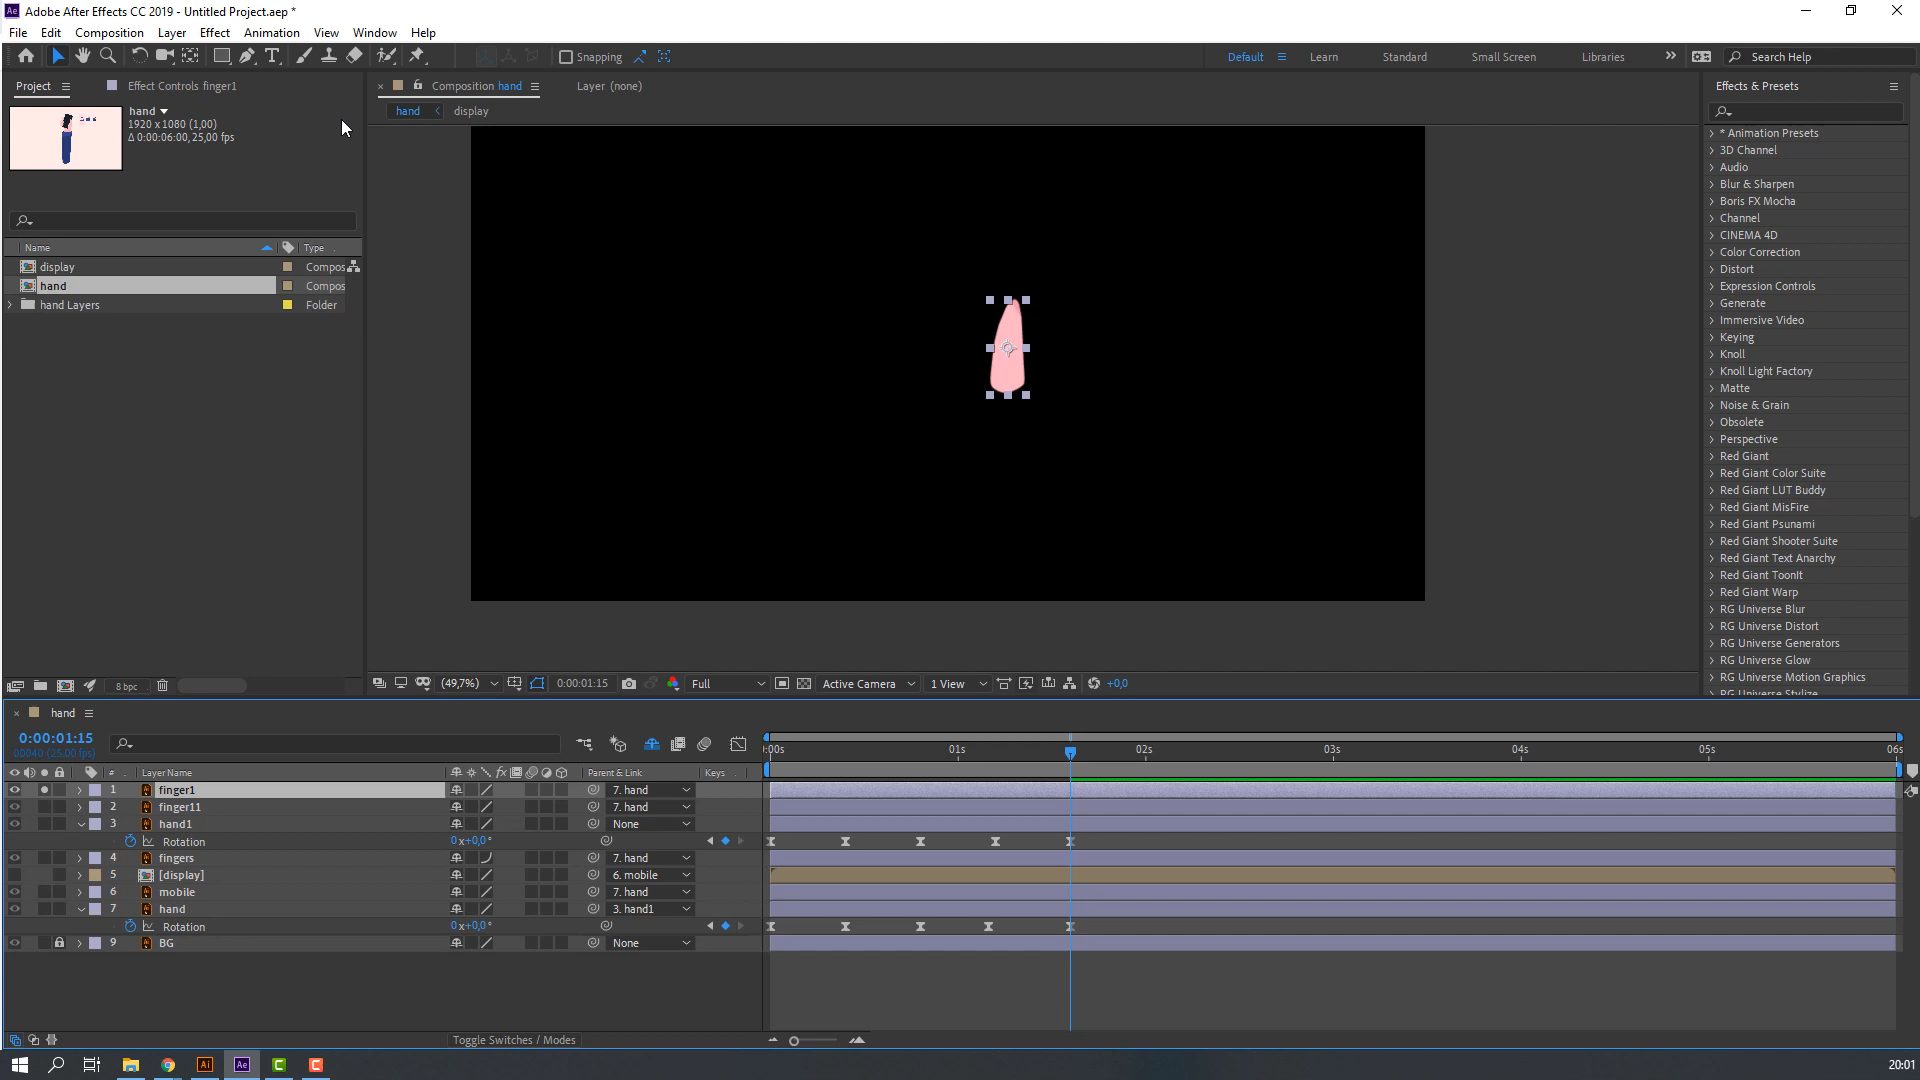 Adobe After Effects CC 2019 - Untitled Project.aep *
File Edit Composition Layer Effect Animation View Window Help
Snapping
Default Learn Standard Small Screen Libraries Search Help
Project Effect Controls finger1
Composition hand Layer (none)
hand display
hand
1920 x 1080 (1,00)
Δ 0:00:06:00, 25,00 fps
Name Type
display Compos
hand Compos
hand Layers Folder
8 bpc
(49,7%) 0:00:01:15 Full Active Camera 1 View +0,0
Effects & Presets
* Animation Presets
3D Channel
Audio
Blur & Sharpen
Boris FX Mocha
Channel
CINEMA 4D
Color Correction
Distort
Expression Controls
Generate
Immersive Video
Keying
Knoll
Knoll Light Factory
Matte
Noise & Grain
Obsolete
Perspective
Red Giant
Red Giant Color Suite
Red Giant LUT Buddy
Red Giant MisFire
Red Giant Psunami
Red Giant Shooter Suite
Red Giant Text Anarchy
Red Giant ToonIt
Red Giant Warp
RG Universe Blur
RG Universe Distort
RG Universe Generators
RG Universe Glow
RG Universe Motion Graphics
RG Universe Stylize
hand
0:00:01:15
00040 (25.00 fps)
:00s 01s 02s 03s 04s 05s 06s
# Layer Name Parent & Link Keys
1 finger1 7. hand
2 finger11 7. hand
3 hand1 None
Rotation 0x+0,0°
4 fingers 7. hand
5 [display] 6. mobile
6 mobile 7. hand
7 hand 3. hand1
Rotation 0x+0,0°
9 BG None
Toggle Switches / Modes
Ai Ae C C 20:01